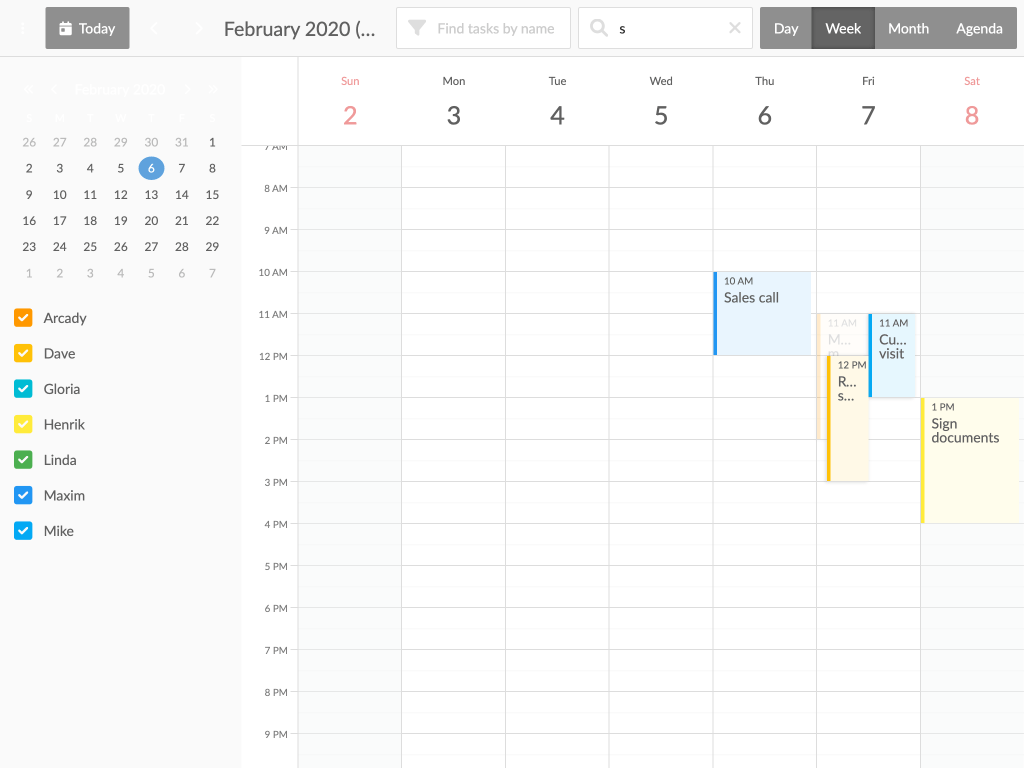 Today
February 2020 (...
Find tasks by name
s
Day
Week
Month
Agenda
February 2020
S M T W T F S
26 27 28 29 30 31 1
2 3 4 5 6 7 8
9 10 11 12 13 14 15
16 17 18 19 20 21 22
23 24 25 26 27 28 29
1 2 3 4 5 6 7
Arcady
Dave
Gloria
Henrik
Linda
Maxim
Mike
Sun Mon Tue Wed Thu Fri Sat
2 3 4 5 6 7 8
7 AM
8 AM
9 AM
10 AM
11 AM
12 PM
1 PM
2 PM
3 PM
4 PM
5 PM
6 PM
7 PM
8 PM
9 PM
10 AM
Sales call
11 AM
M...
12 PM
R...
s...
11 AM
Cu...
visit
1 PM
Sign
documents